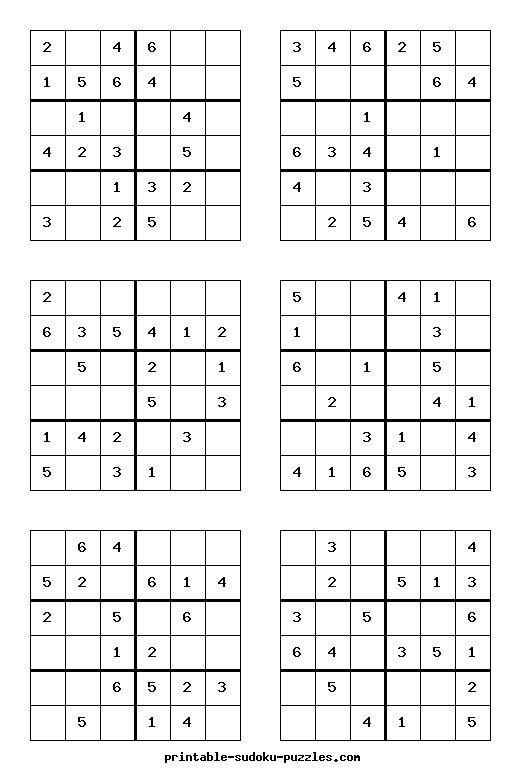 2 4 6
1 5 6 4
1 4
4 2 3 5
1 3 2
3 2 5
3 4 6 2 5
5 6 4
1
6 3 4 1
4 3
2 5 4 6
2
6 3 5 4 1 2
5 2 1
5 3
1 4 2 3
5 3 1
5 4 1
1 3
6 1 5
2 4 1
3 1 4
4 1 6 5 3
6 4
5 2 6 1 4
2 5 6
1 2
6 5 2 3
5 1 4
3 4
2 5 1 3
3 5 6
6 4 3 5 1
5 2
4 1 5
printable-sudoku-puzzles.com